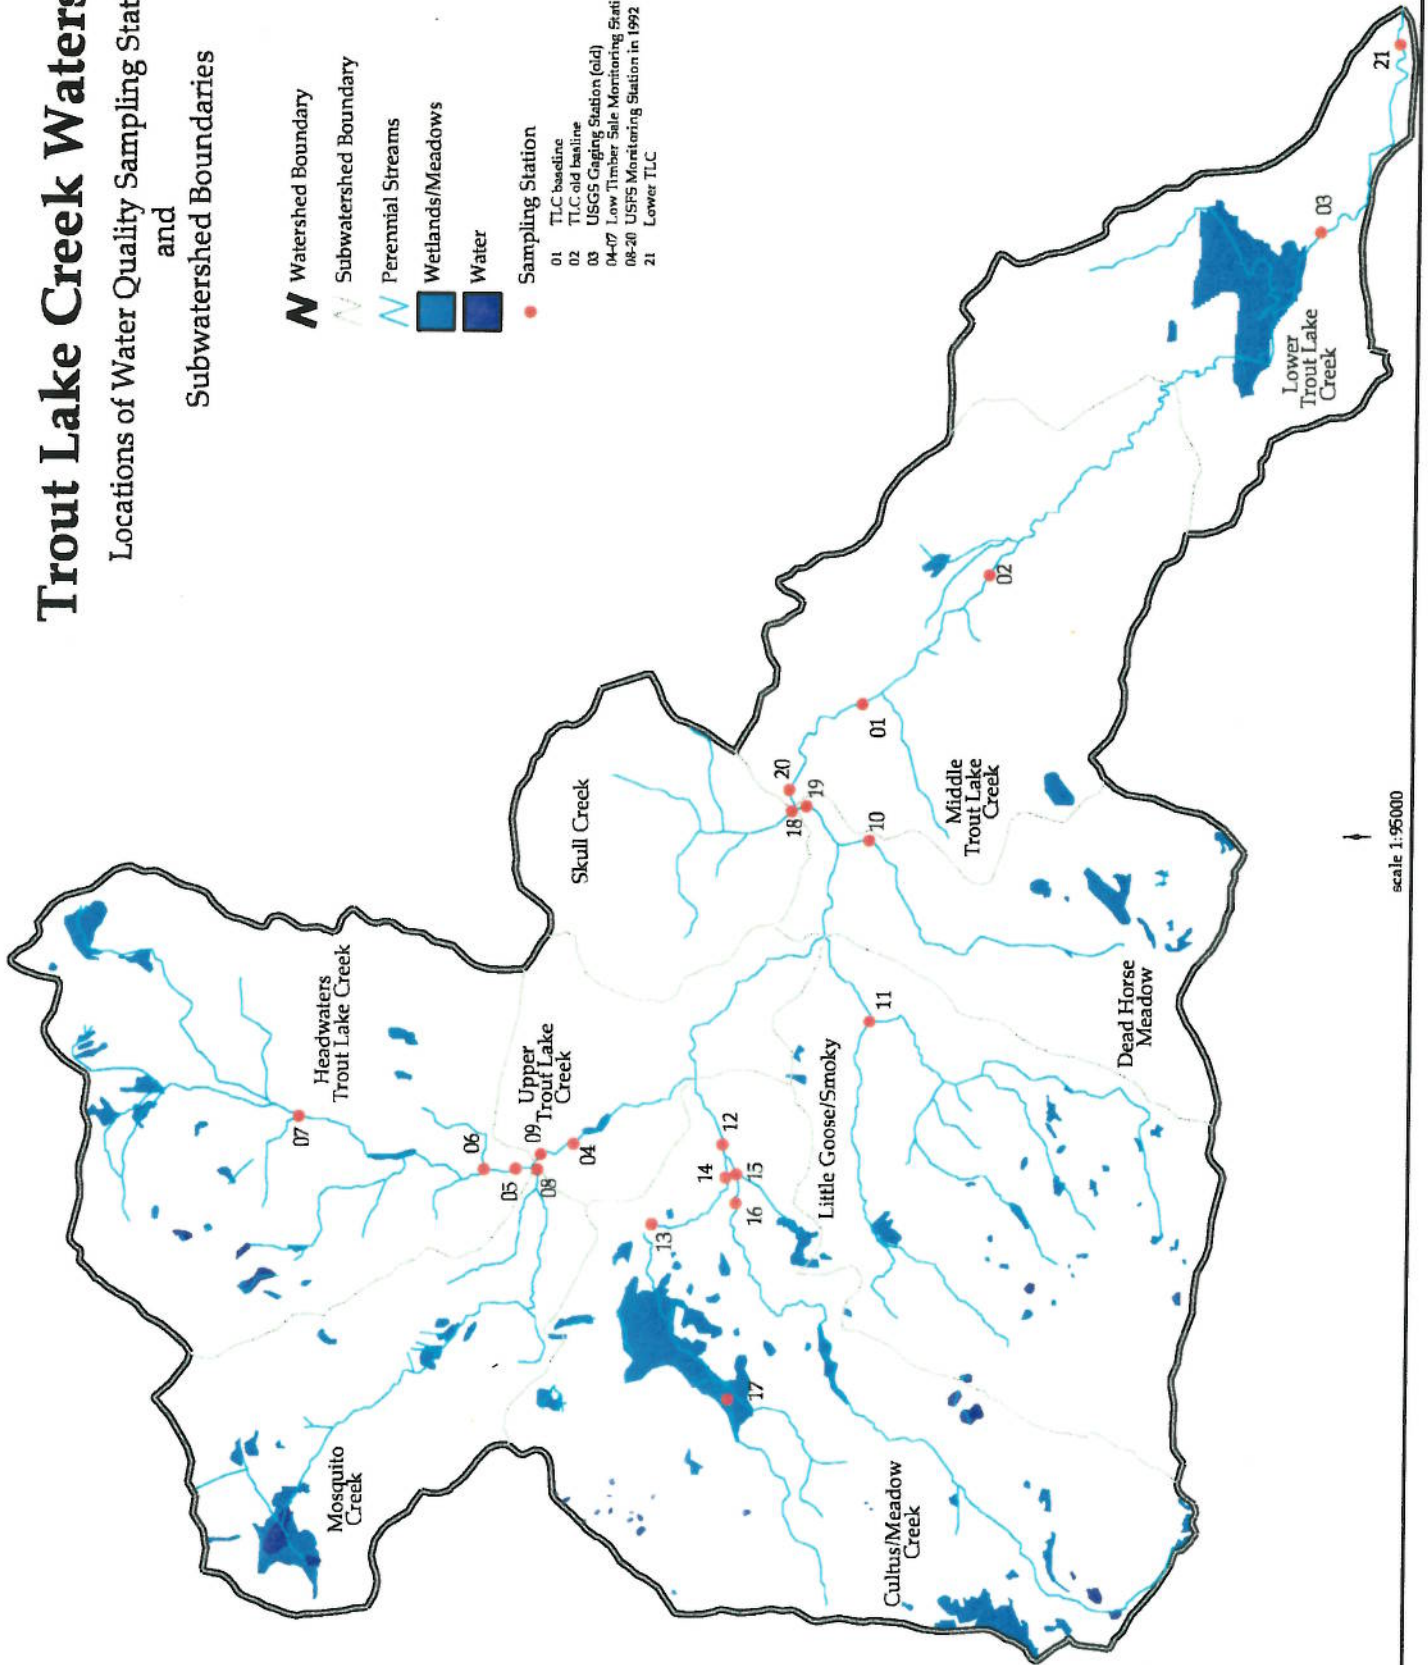 Trout Lake Creek Waters
Locations of Water Quality Sampling Stat
and
Subwatershed Boundaries
N Watershed Boundary
N Subwatershed Boundary
N Perennial Streams
Wetlands/Meadows
Water
Sampling Station
01 TLC baseline
02 TLC old basline
03 USGS Gaging Station (old)
04-07 Low Timber Sale Monitoring Stati
08-20 USFS Monitoring Station in 1992
21 Lower TLC
Headwaters
Trout Lake Creek
07
06
05
09
08
04
Upper
Trout Lake
Creek
Mosquito
Creek
Skull Creek
20
19
18
10
01
02
Middle
Trout Lake
Creek
Lower
Trout Lake
Creek
03
21
12
14
15
16
13
17
11
Little Goose/Smoky
Dead Horse
Meadow
Cultus/Meadow
Creek
scale 1:95000